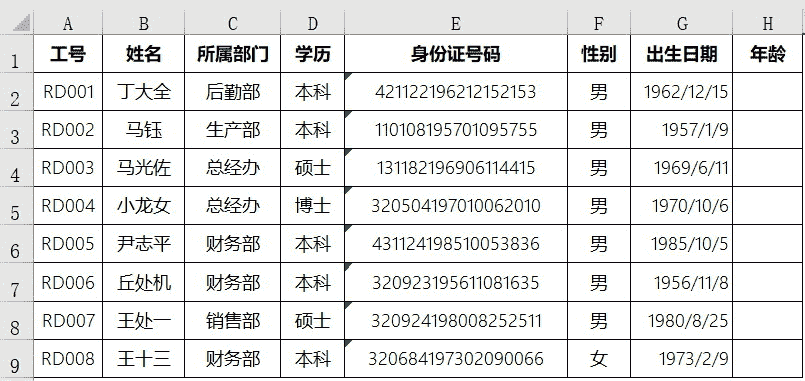 A B C D E F G H
1 工号 姓名 所属部门 学历 身份证号码 性别 出生日期 年龄
2 RD001 丁大全 后勤部 本科 421122196212152153 男 1962/12/15
3 RD002 马钰 生产部 本科 110108195701095755 男 1957/1/9
4 RD003 马光佐 总经办 硕士 131182196906114415 男 1969/6/11
5 RD004 小龙女 总经办 博士 320504197010062010 男 1970/10/6
6 RD005 尹志平 财务部 本科 431124198510053836 男 1985/10/5
7 RD006 丘处机 财务部 本科 320923195611081635 男 1956/11/8
8 RD007 王处一 销售部 硕士 320924198008252511 男 1980/8/25
9 RD008 王十三 财务部 本科 320684197302090066 女 1973/2/9